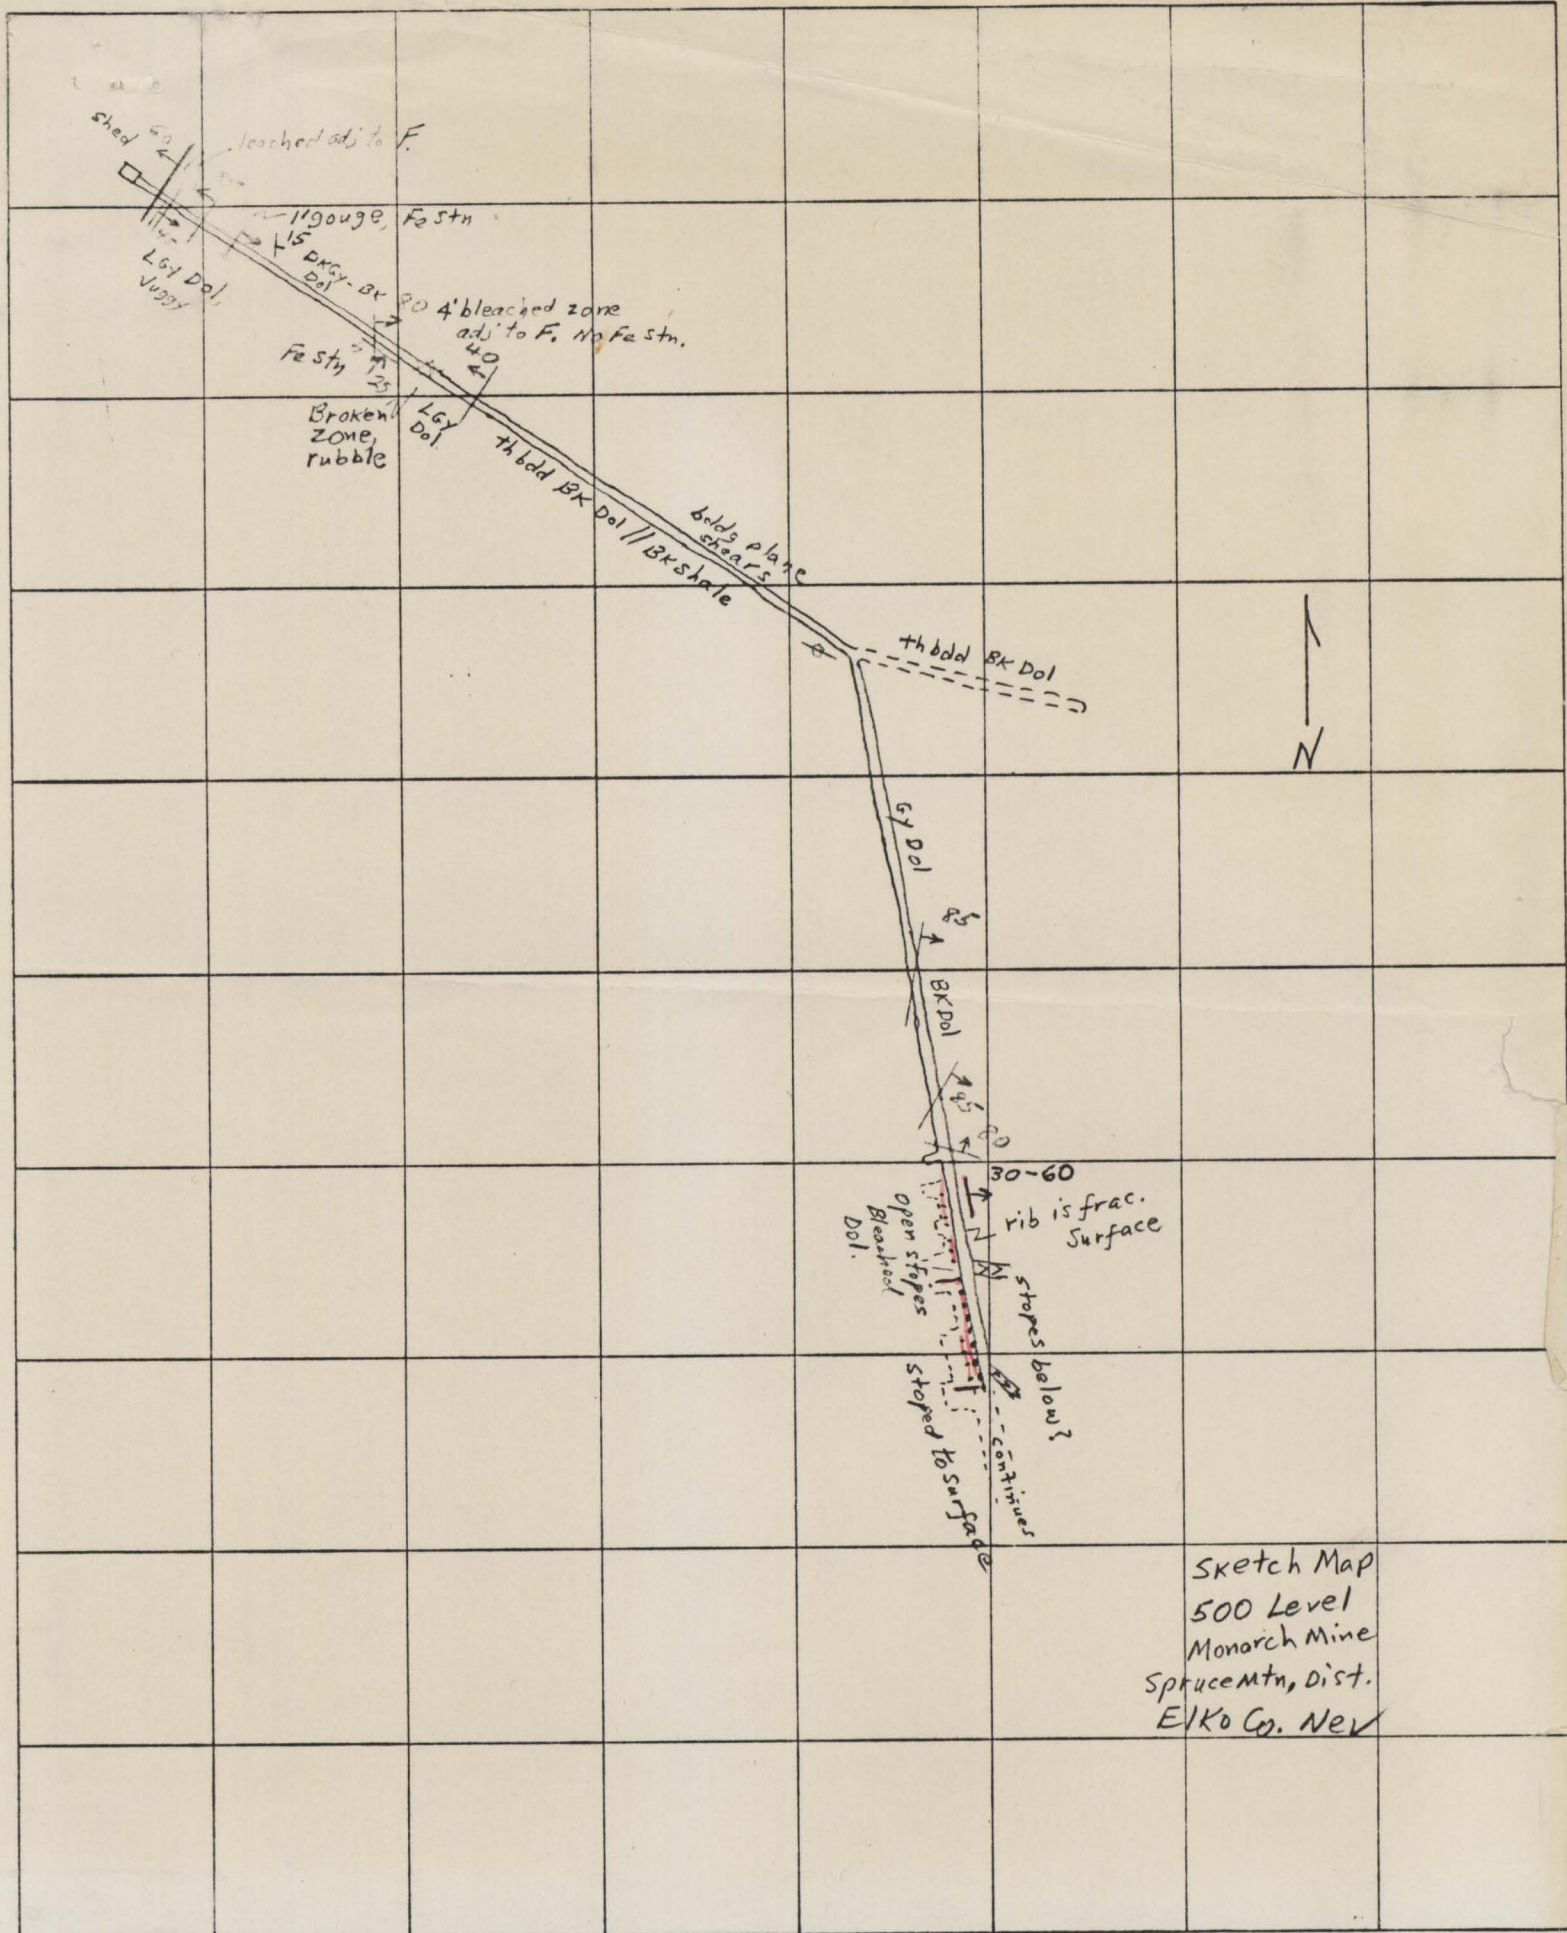 shed
60
leached adj to F.
1" gouge, Fe stn
15
LGy Dol,
Vuggy
DKGy-BK
Dol
80
4' bleached zone
adj to F. No Fe stn.
40
Fe stn
25
Broken
zone,
rubble
LGy
Dol.
th bdd BK Dol // BK shale
bddg plane
shears
th bdd BK Dol
N
Gy Dol
85
BK Dol
85
80
30-60
rib is frac.
Surface
open stopes
Bleached
Dol.
stopes below?
stoped to surface
continues
Sketch Map
500 Level
Monarch Mine
Spruce Mtn, Dist.
Elko Co. Nev